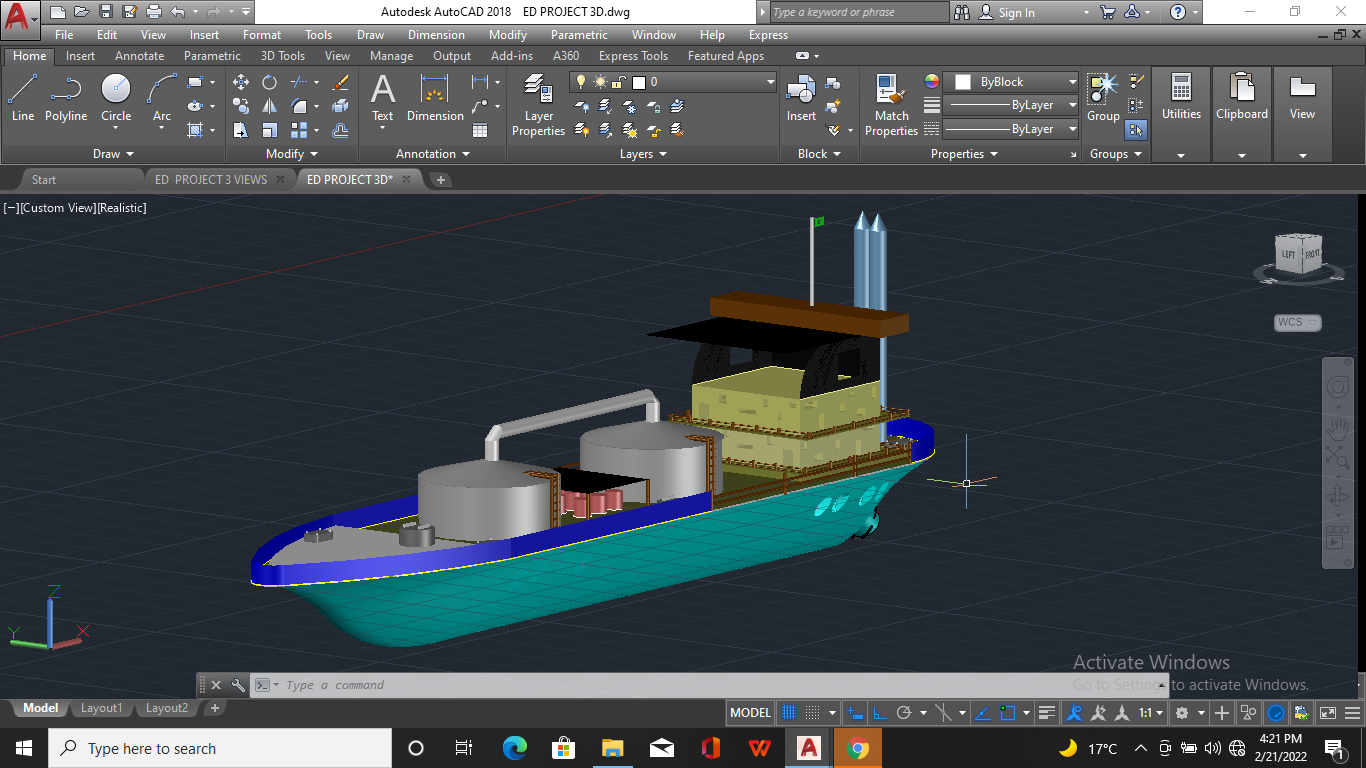 Autodesk AutoCAD 2018 ED PROJECT 3D.dwg
Type a keyword or phrase
Sign In
File Edit View Insert Format Tools Draw Dimension Modify Parametric Window Help Express
Home Insert Annotate Parametric 3D Tools View Manage Output Add-ins A360 Express Tools Featured Apps
Line Polyline Circle Arc
Text Dimension
Layer Properties
0
Insert
Match Properties
ByBlock
ByLayer
ByLayer
Group
Utilities
Clipboard
View
Draw Modify Annotation Layers Block Properties Groups
Start ED PROJECT 3 VIEWS ED PROJECT 3D*
[−][Custom View][Realistic]
LEFT FRONT
WCS
Z
Y X
Activate Windows
Go to Settings to activate Windows.
Type a command
Model Layout1 Layout2
MODEL
1:1
Type here to search
17°C
4:21 PM
2/21/2022
1